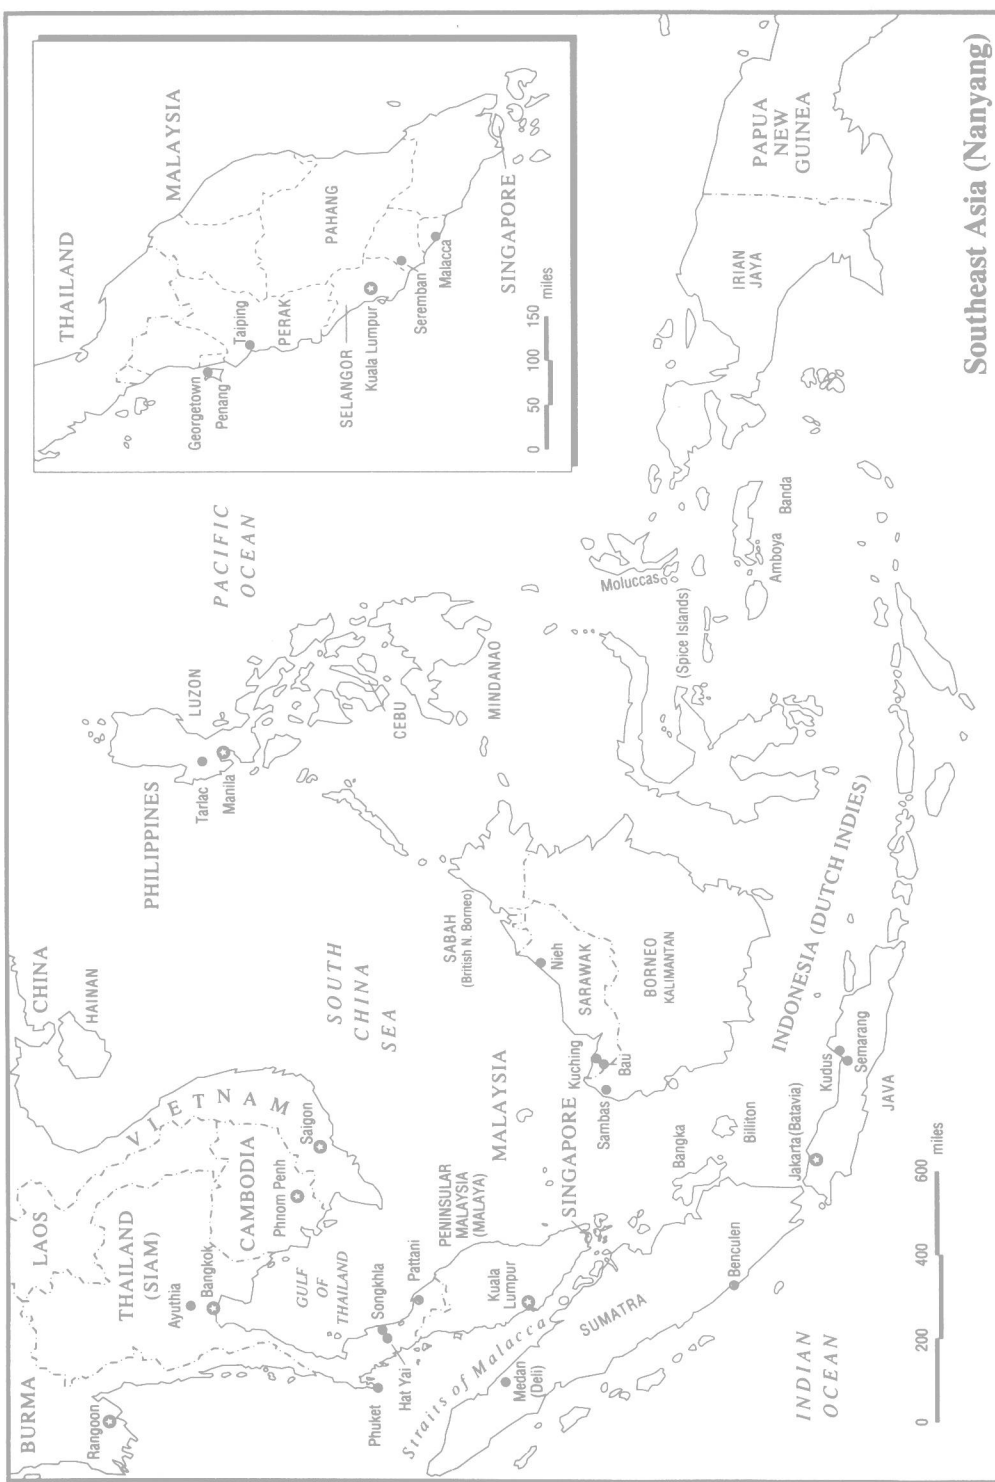 Southeast Asia (Nanyang)
BURMA
Rangoon
LAOS
THAILAND
(SIAM)
Ayuthia
Bangkok
VIETNAM
CAMBODIA
Phnom Penh
Saigon
GULF
OF
THAILAND
CHINA
HAINAN
SOUTH
CHINA
SEA
PHILIPPINES
LUZON
Tarlac
Manila
CEBU
MINDANAO
PACIFIC
OCEAN
Phuket
Hat Yai
Songkhla
Pattani
PENINSULAR
MALAYSIA
(MALAYA)
MALAYSIA
Kuala
Lumpur
Straits of Malacca
Medan
(Deli)
SUMATRA
Benculen
SINGAPORE
Kuching
Bau
Sambas
SARAWAK
Nieh
SABAH
(British N. Borneo)
BORNEO
KALIMANTAN
Bangka
Billiton
Jakarta (Batavia)
Kudus
Semarang
JAVA
INDONESIA (DUTCH INDIES)
Moluccas
(Spice Islands)
Amboya
Banda
IRIAN
JAYA
PAPUA
NEW
GUINEA
INDIAN
OCEAN
0 200 400 600
miles
THAILAND
MALAYSIA
Georgetown
Penang
Taiping
PERAK
PAHANG
SELANGOR
Kuala Lumpur
Seremban
Malacca
SINGAPORE
0 50 100 150
miles